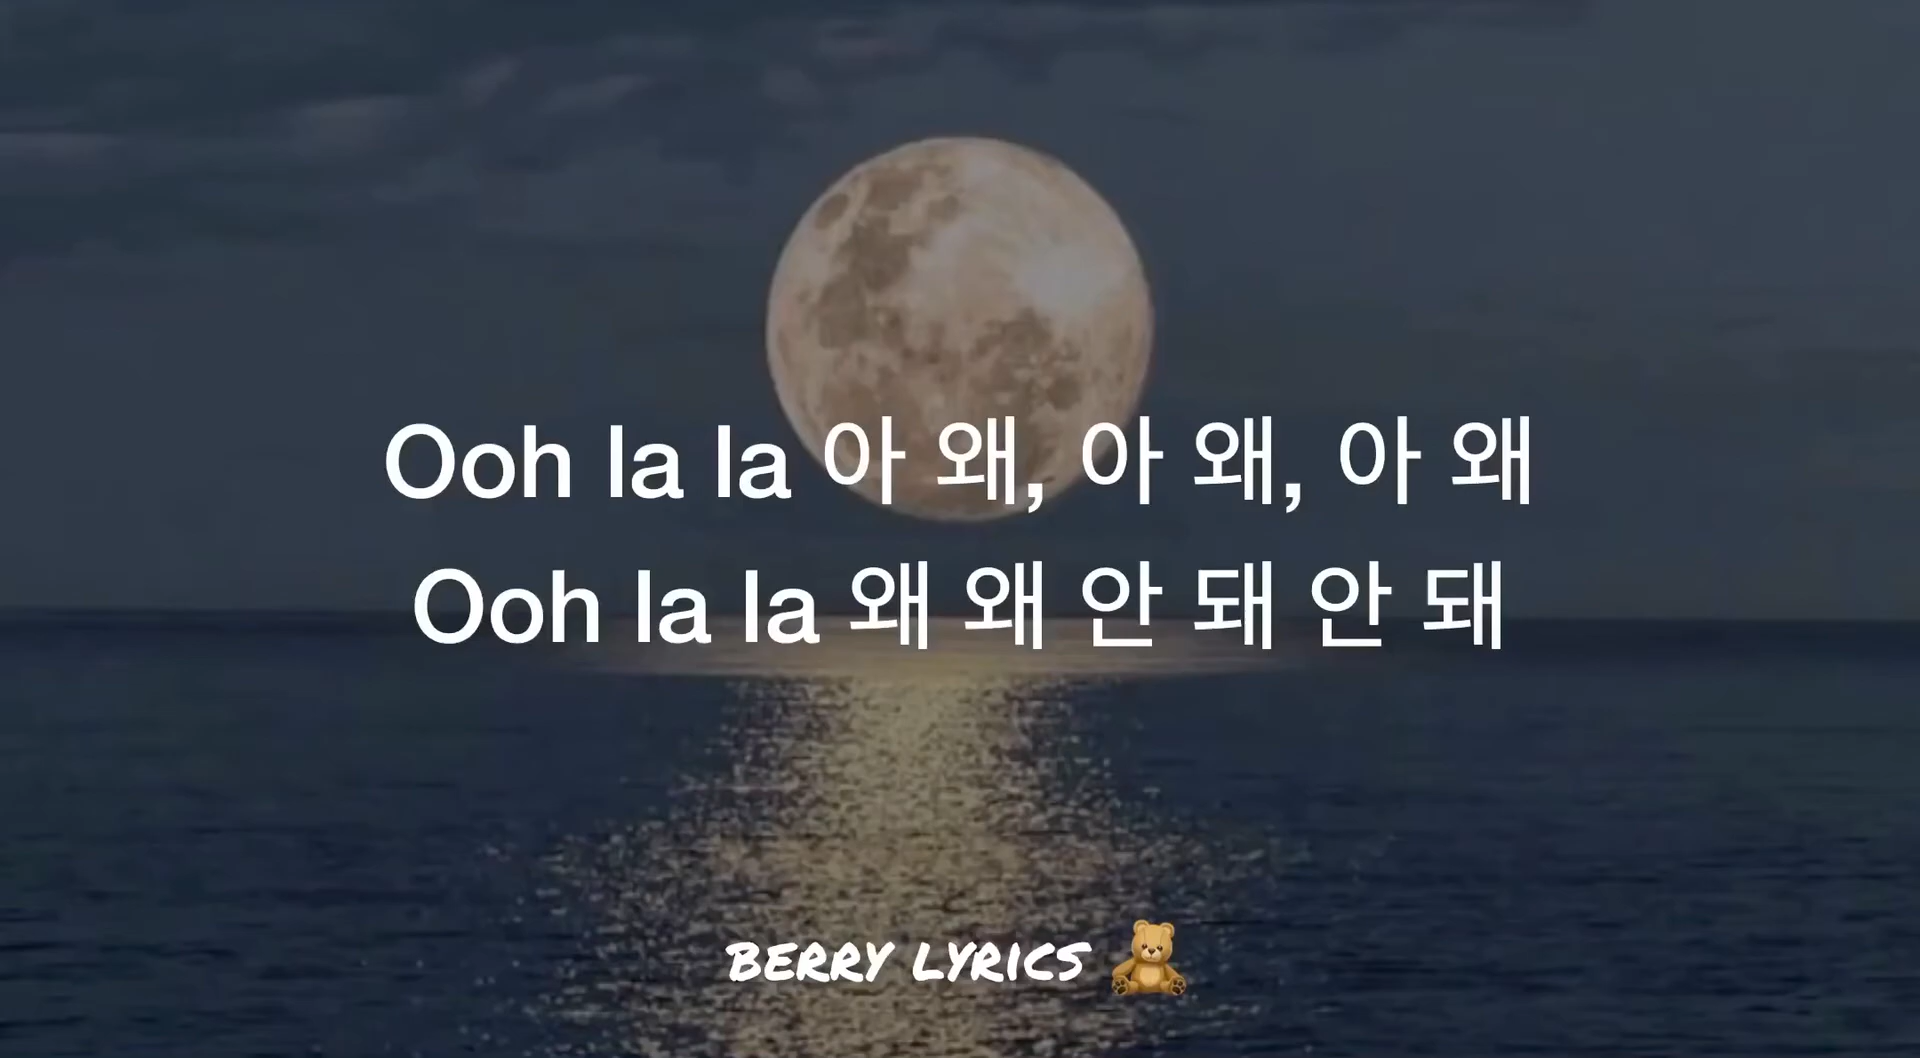 Ooh la la 아 왜, 아 왜, 아 왜
Ooh la la 왜 왜 안 돼 안 돼
BERRY LYRICS